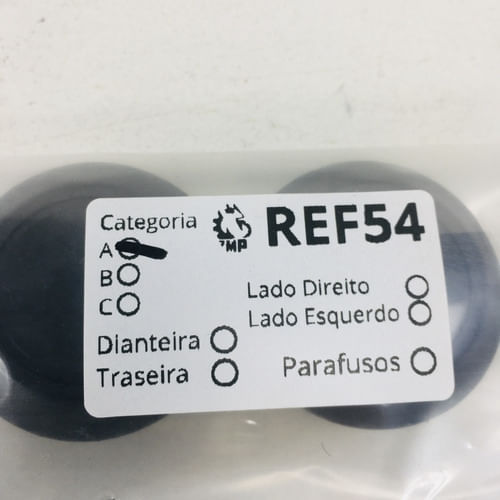 Categoria
REF54
MP
A
B
C
Lado Direito
Lado Esquerdo
Dianteira
Traseira
Parafusos